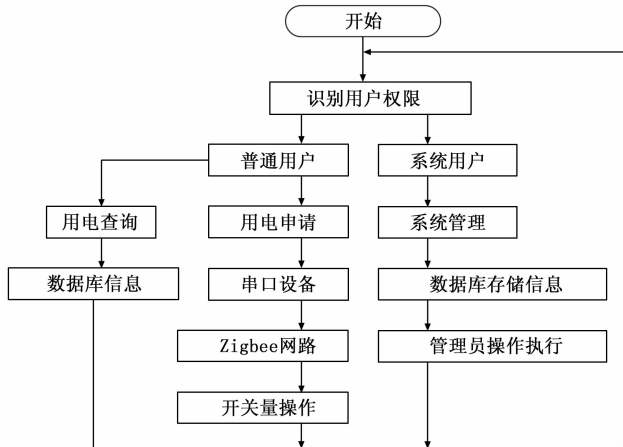 开始
识别用户权限
普通用户
系统用户
用电查询
用电申请
系统管理
数据库信息
串口设备
数据库存储信息
Zigbee网路
管理员操作执行
开关量操作